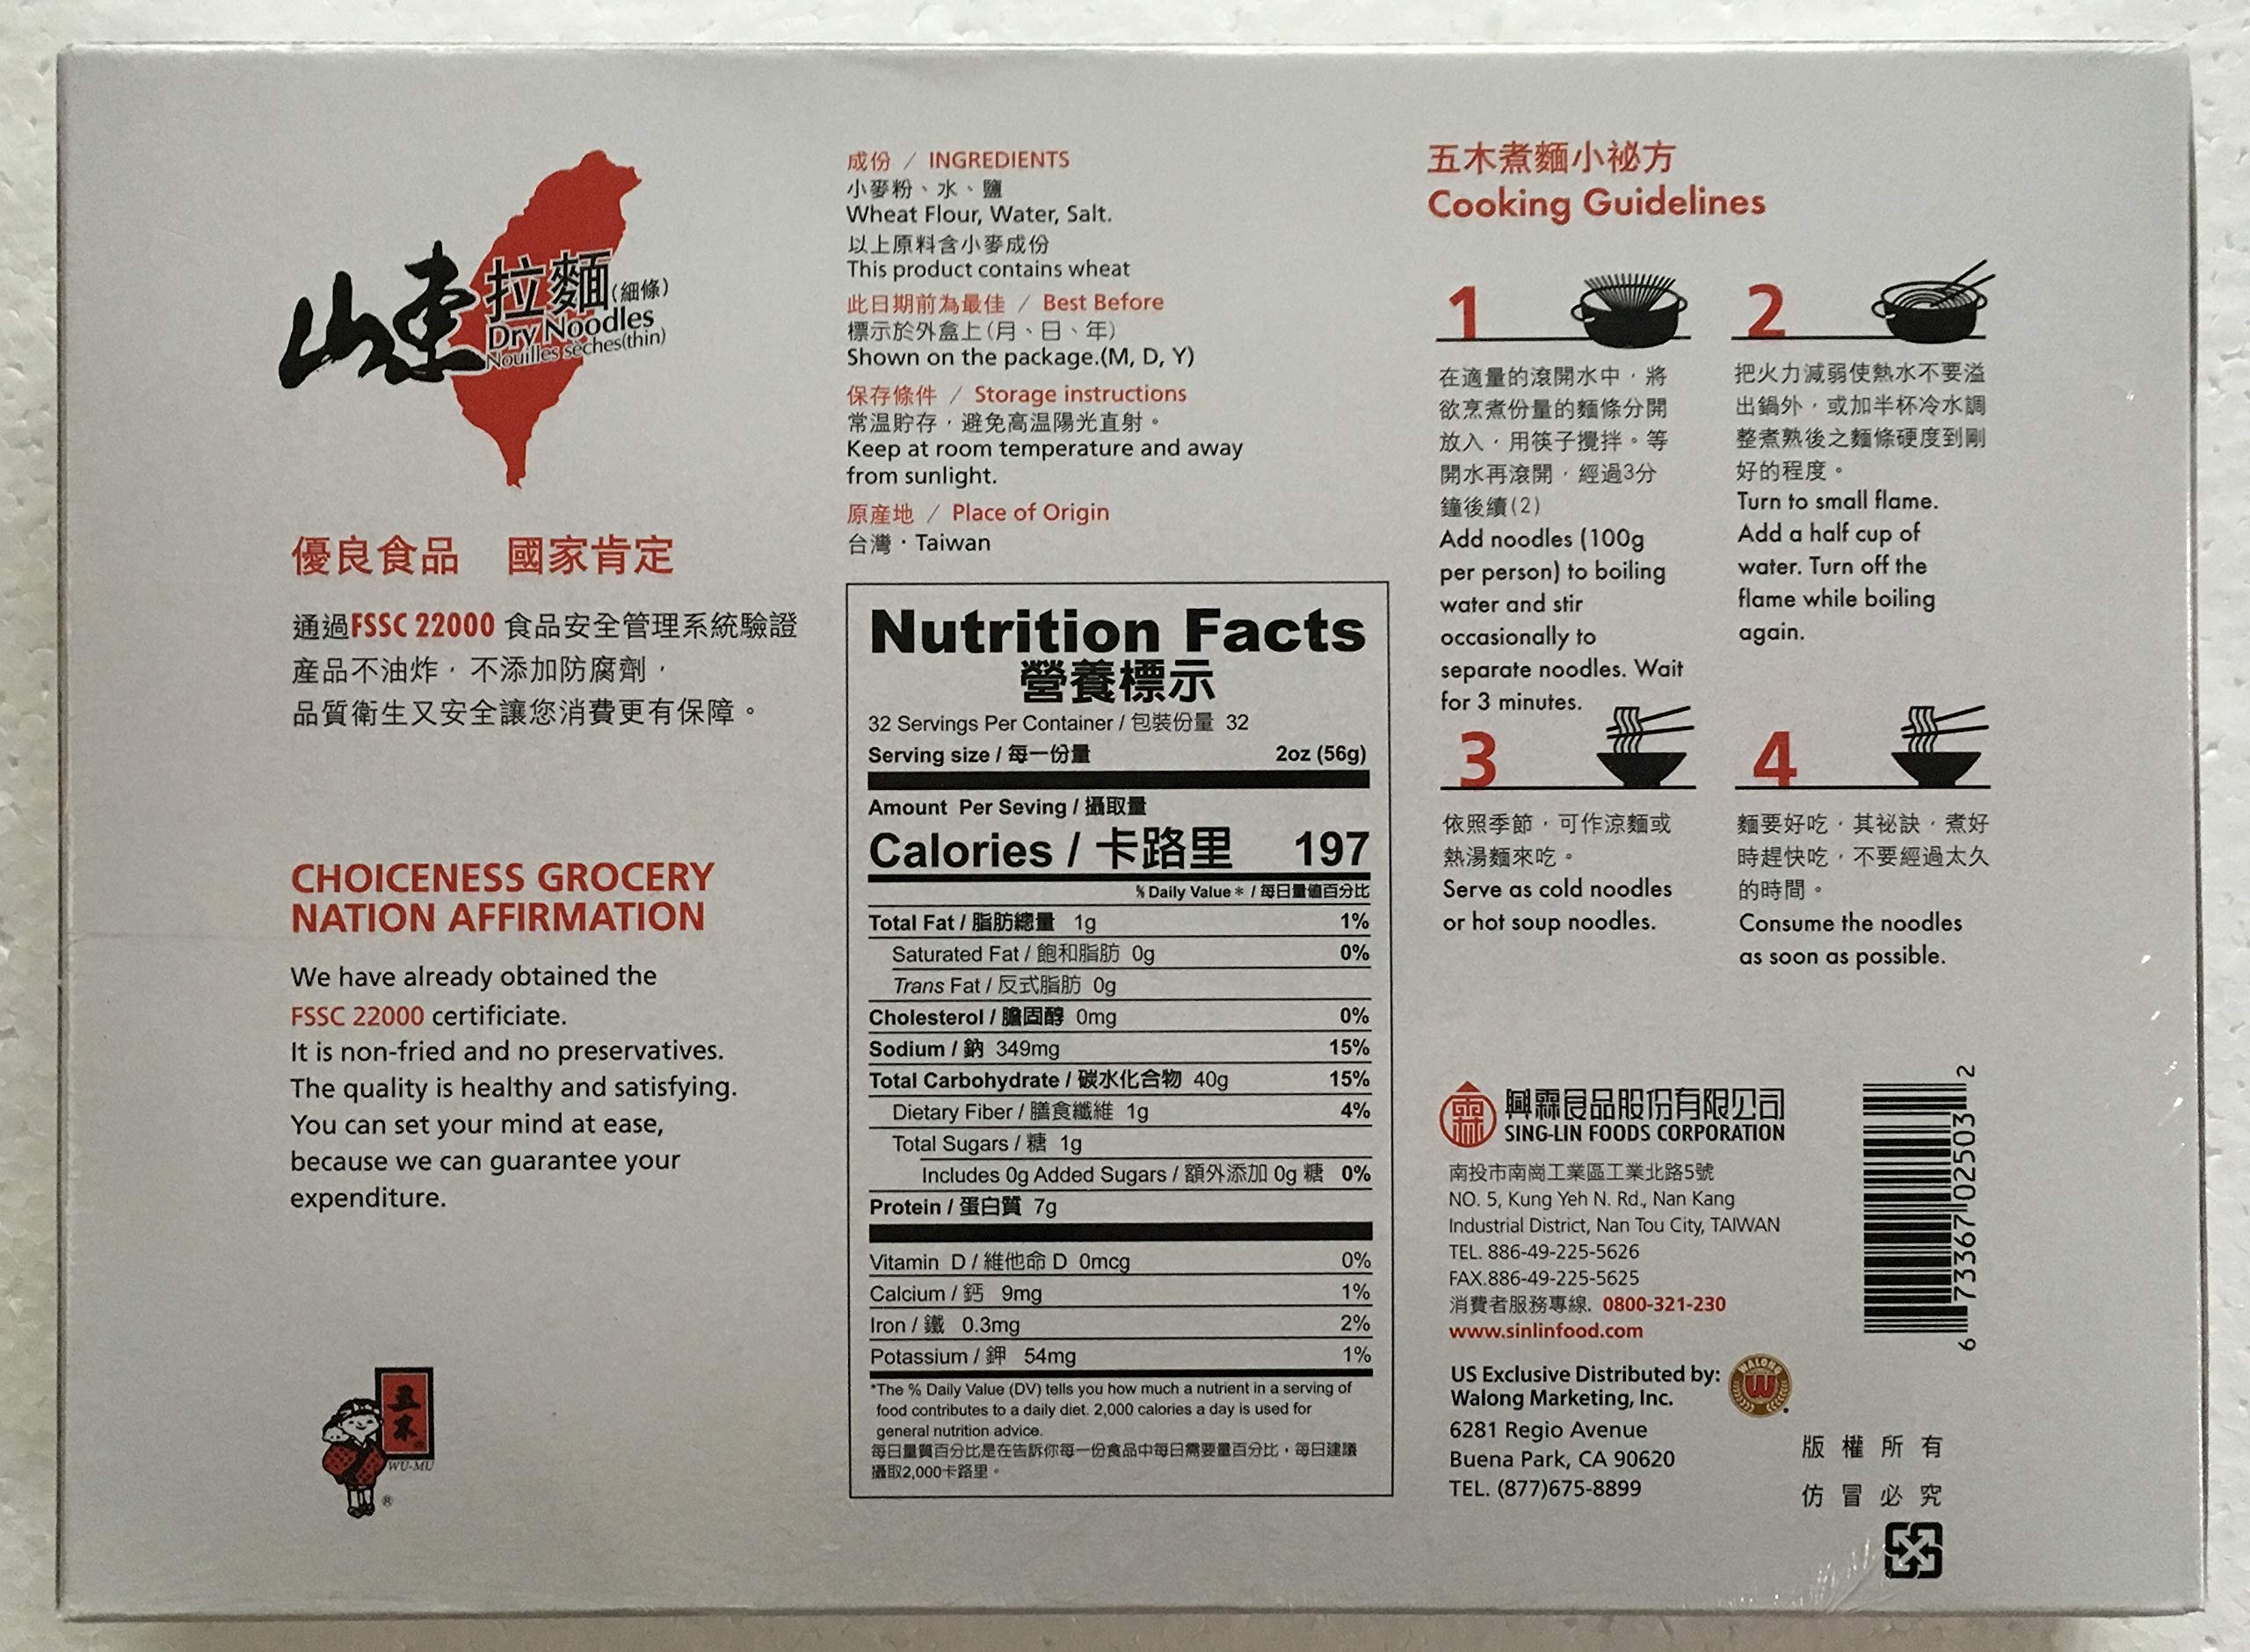 山東拉麵(細條)
Dry Noodles
Nouilles sèches(thin)
優良食品 國家肯定
通過FSSC 22000 食品安全管理系統驗證
產品不油炸，不添加防腐劑，
品質衛生又安全讓您消費更有保障。
CHOICENESS GROCERY
NATION AFFIRMATION
We have already obtained the
FSSC 22000 certificiate.
It is non-fried and no preservatives.
The quality is healthy and satisfying.
You can set your mind at ease,
because we can guarantee your
expenditure.
五木
WU-MU
®
成份 / INGREDIENTS
小麥粉、水、鹽
Wheat Flour, Water, Salt.
以上原料含小麥成份
This product contains wheat
此日期前為最佳 / Best Before
標示於外盒上(月、日、年)
Shown on the package.(M, D, Y)
保存條件 / Storage instructions
常温貯存，避免高温陽光直射。
Keep at room temperature and away
from sunlight.
原產地 / Place of Origin
台灣・Taiwan
Nutrition Facts
營養標示
32 Servings Per Container / 包裝份量 32
Serving size / 每一份量 2oz (56g)
Amount Per Seving / 攝取量
Calories / 卡路里 197
% Daily Value* / 每日量值百分比
Total Fat / 脂肪總量 1g 1%
Saturated Fat / 飽和脂肪 0g 0%
Trans Fat / 反式脂肪 0g
Cholesterol / 膽固醇 0mg 0%
Sodium / 鈉 349mg 15%
Total Carbohydrate / 碳水化合物 40g 15%
Dietary Fiber / 膳食纖維 1g 4%
Total Sugars / 糖 1g
Includes 0g Added Sugars / 額外添加 0g 糖 0%
Protein / 蛋白質 7g
Vitamin D / 維他命 D 0mcg 0%
Calcium / 鈣 9mg 1%
Iron / 鐵 0.3mg 2%
Potassium / 鉀 54mg 1%
*The % Daily Value (DV) tells you how much a nutrient in a serving of
food contributes to a daily diet. 2,000 calories a day is used for
general nutrition advice.
每日量質百分比是在告訴你每一份食品中每日需要量百分比，每日建議
攝取2,000卡路里。
五木煮麵小祕方
Cooking Guidelines
1
在適量的滾開水中，將
欲烹煮份量的麵條分開
放入，用筷子攪拌。等
開水再滾開，經過3分
鐘後續(2)
Add noodles (100g
per person) to boiling
water and stir
occasionally to
separate noodles. Wait
for 3 minutes.
2
把火力減弱使熱水不要溢
出鍋外，或加半杯冷水調
整煮熟後之麵條硬度到剛
好的程度。
Turn to small flame.
Add a half cup of
water. Turn off the
flame while boiling
again.
3
依照季節，可作涼麵或
熱湯麵來吃。
Serve as cold noodles
or hot soup noodles.
4
麵要好吃，其祕訣，煮好
時趕快吃，不要經過太久
的時間。
Consume the noodles
as soon as possible.
興霖食品股份有限公司
SING-LIN FOODS CORPORATION
南投市南崗工業區工業北路5號
NO. 5, Kung Yeh N. Rd., Nan Kang
Industrial District, Nan Tou City, TAIWAN
TEL. 886-49-225-5626
FAX.886-49-225-5625
消費者服務專線. 0800-321-230
www.sinlinfood.com
US Exclusive Distributed by:
Walong Marketing, Inc.
WALONG
W
6281 Regio Avenue
Buena Park, CA 90620
TEL. (877)675-8899
6 73367 02503 2
版權所有
仿冒必究